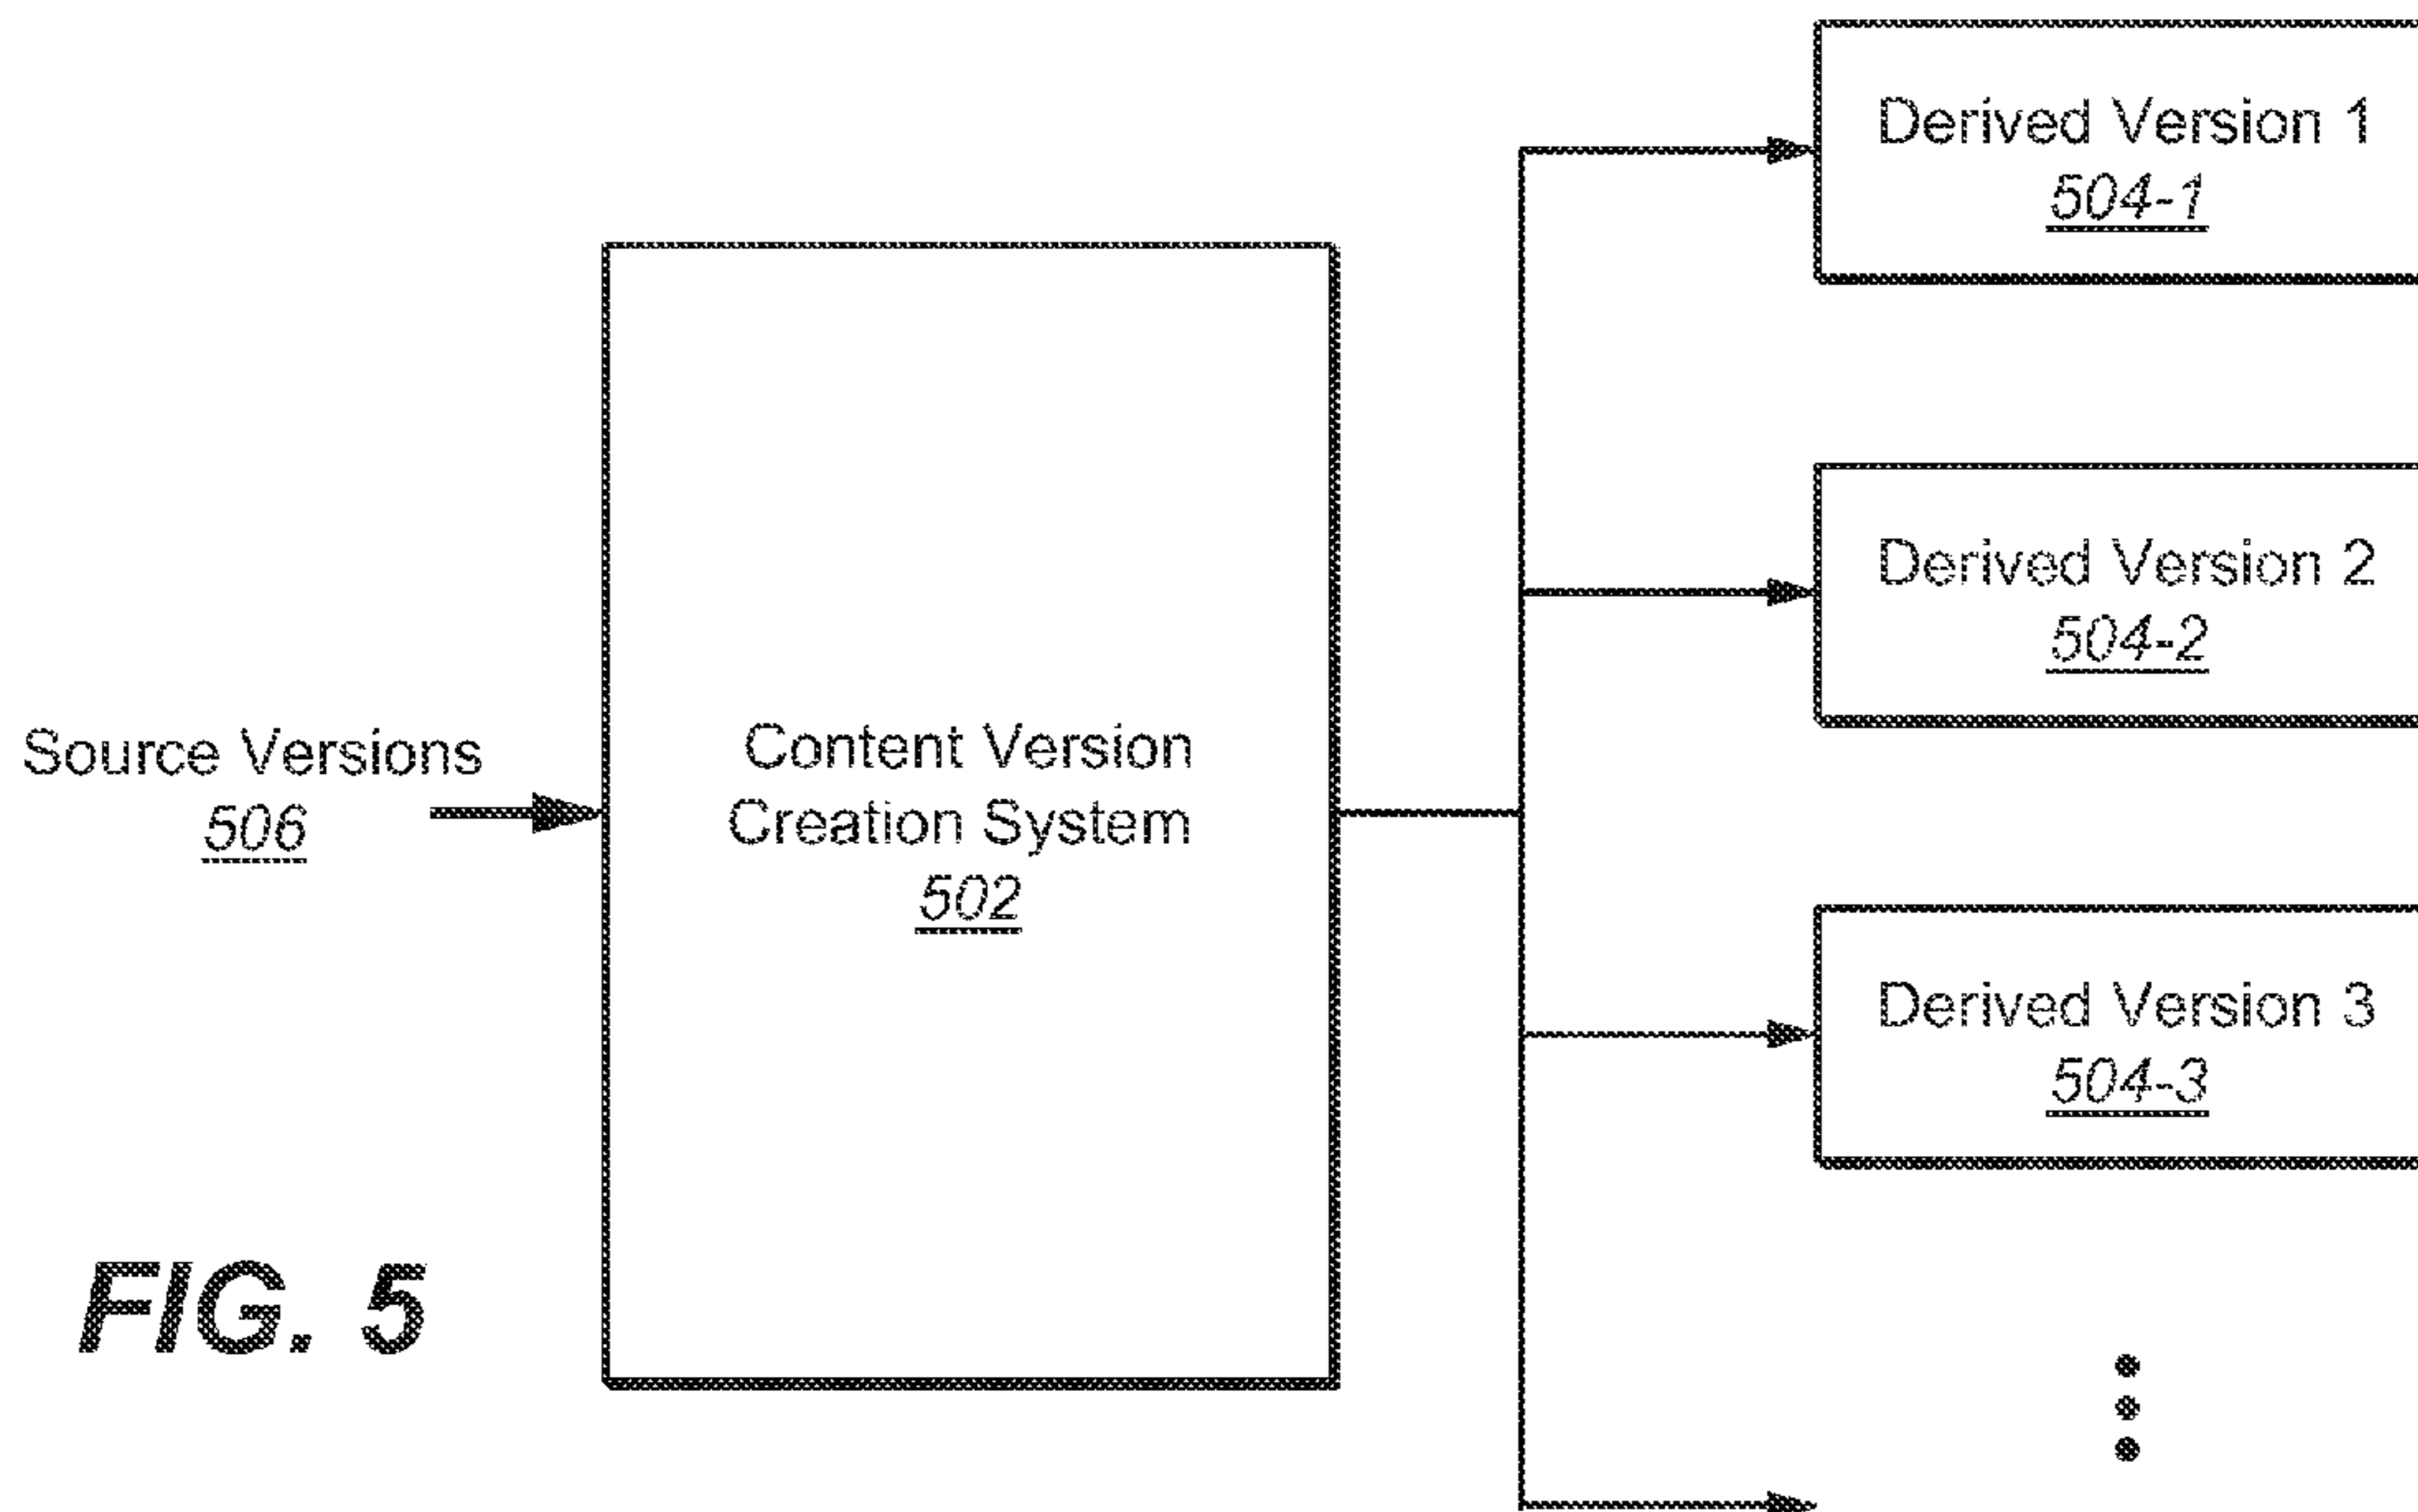 Derived Version 1
504-1
Derived Version 2
504-2
Source Versions
506
Content Version
Creation System
502
Derived Version 3
504-3
FIG. 5